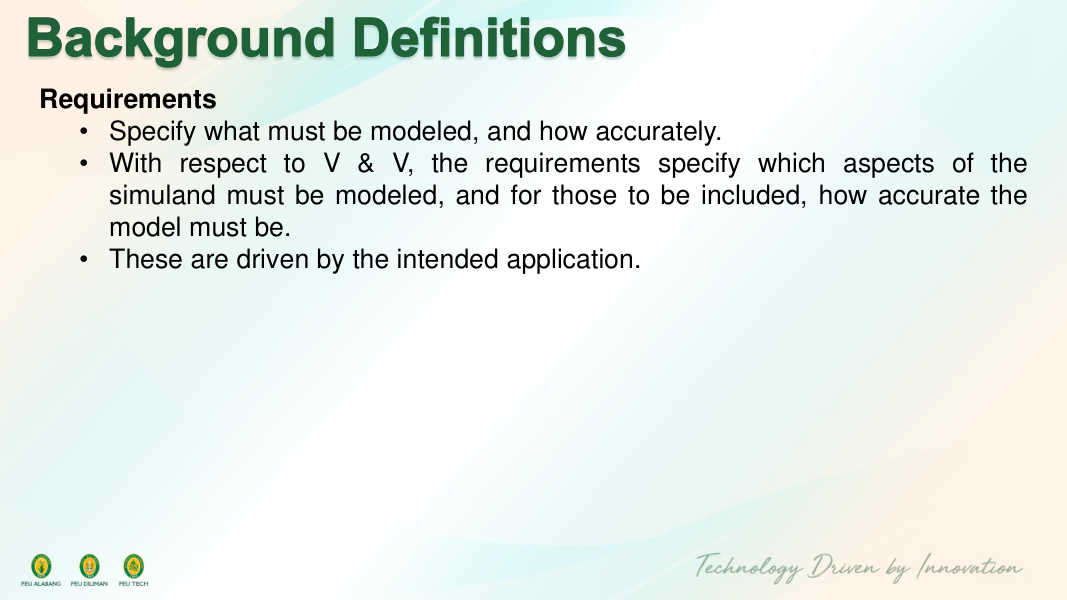 Background Definitions
Requirements
• Specify what must be modeled, and how accurately.
• With respect to V & V, the requirements specify which aspects of the
simuland must be modeled, and for those to be included, how accurate the
model must be.
• These are driven by the intended application.
FEU ALABANG FEU DILIMAN FEU TECH
Technology Driven by Innovation